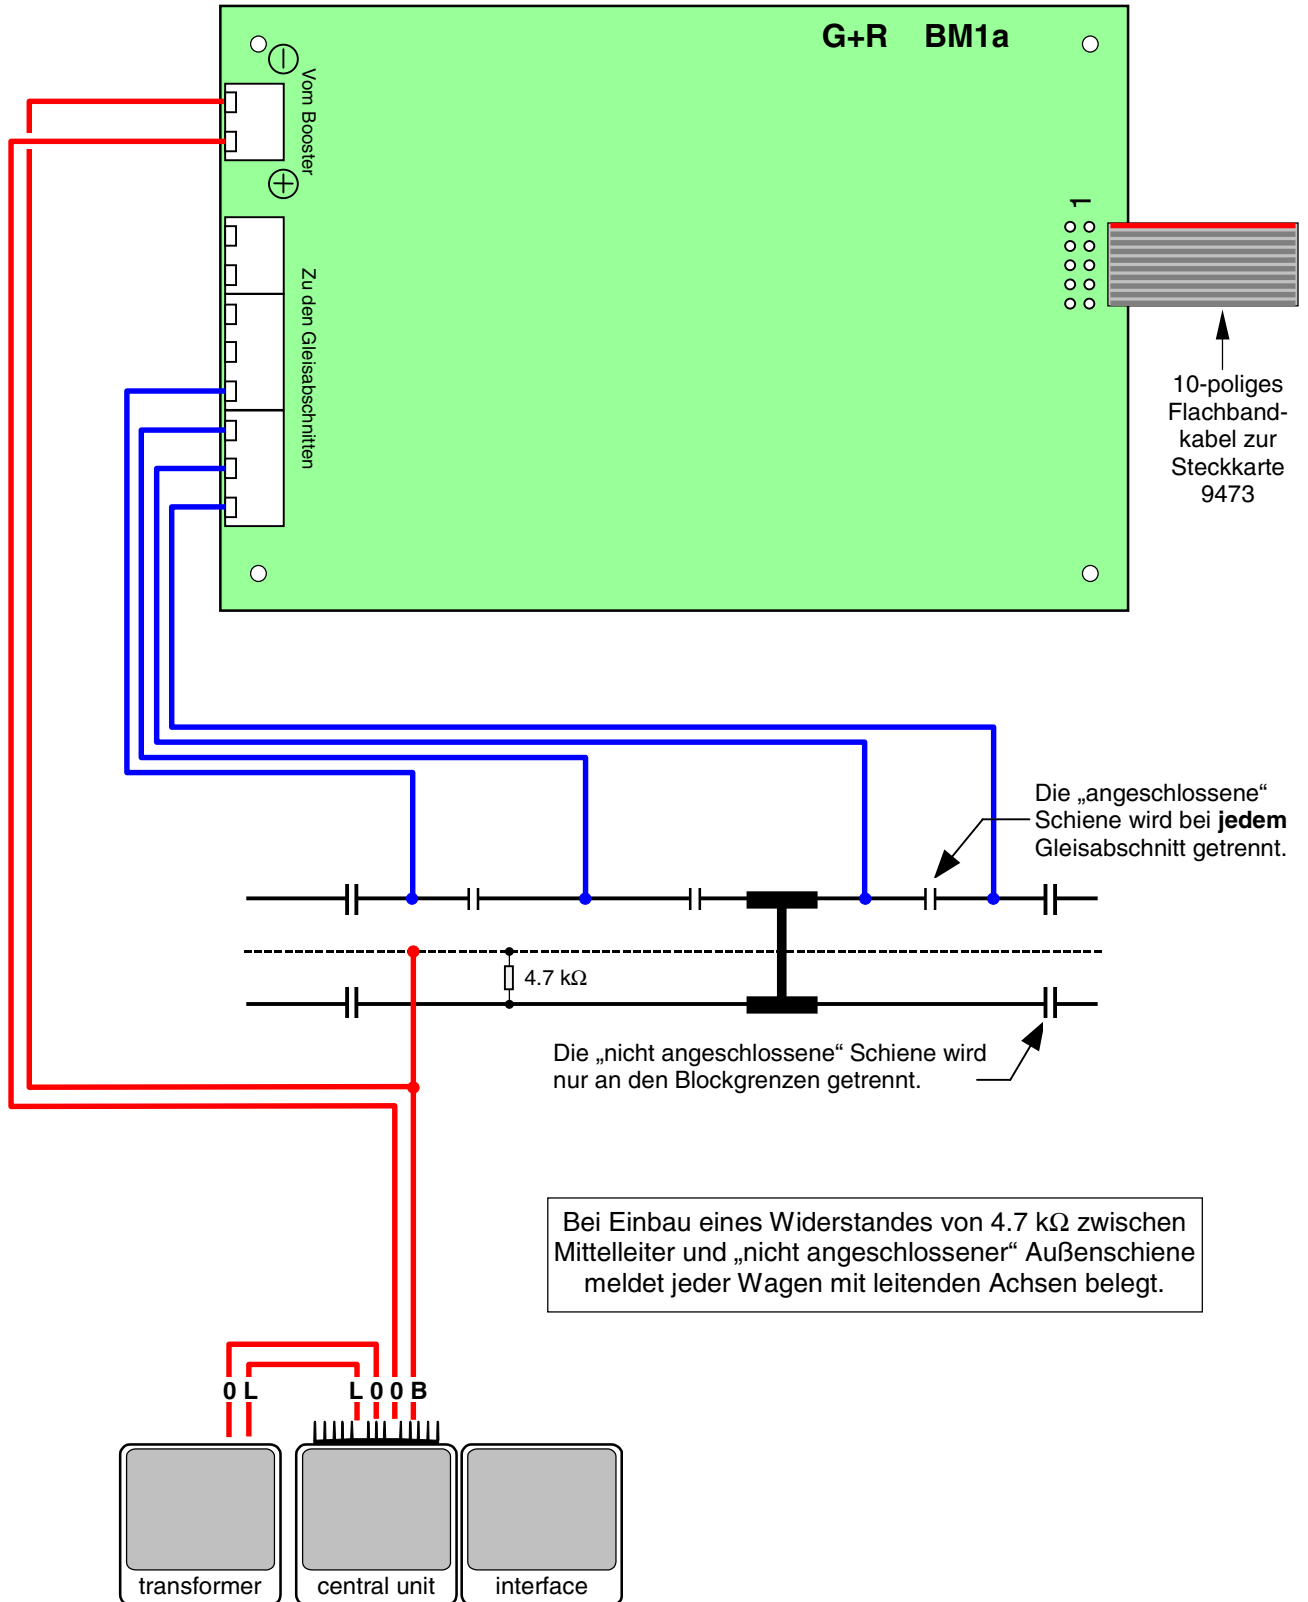 G+R BM1a
Vom Booster
Zu den Gleisabschnitten
1
10-poliges
Flachband-
kabel zur
Steckkarte
9473
Die „angeschlossene“
Schiene wird bei jedem
Gleisabschnitt getrennt.
4.7 kΩ
Die „nicht angeschlossene“ Schiene wird
nur an den Blockgrenzen getrennt.
Bei Einbau eines Widerstandes von 4.7 kΩ zwischen
Mittelleiter und „nicht angeschlossener“ Außenschiene
meldet jeder Wagen mit leitenden Achsen belegt.
0 L L 0 0 B
transformer
central unit
interface